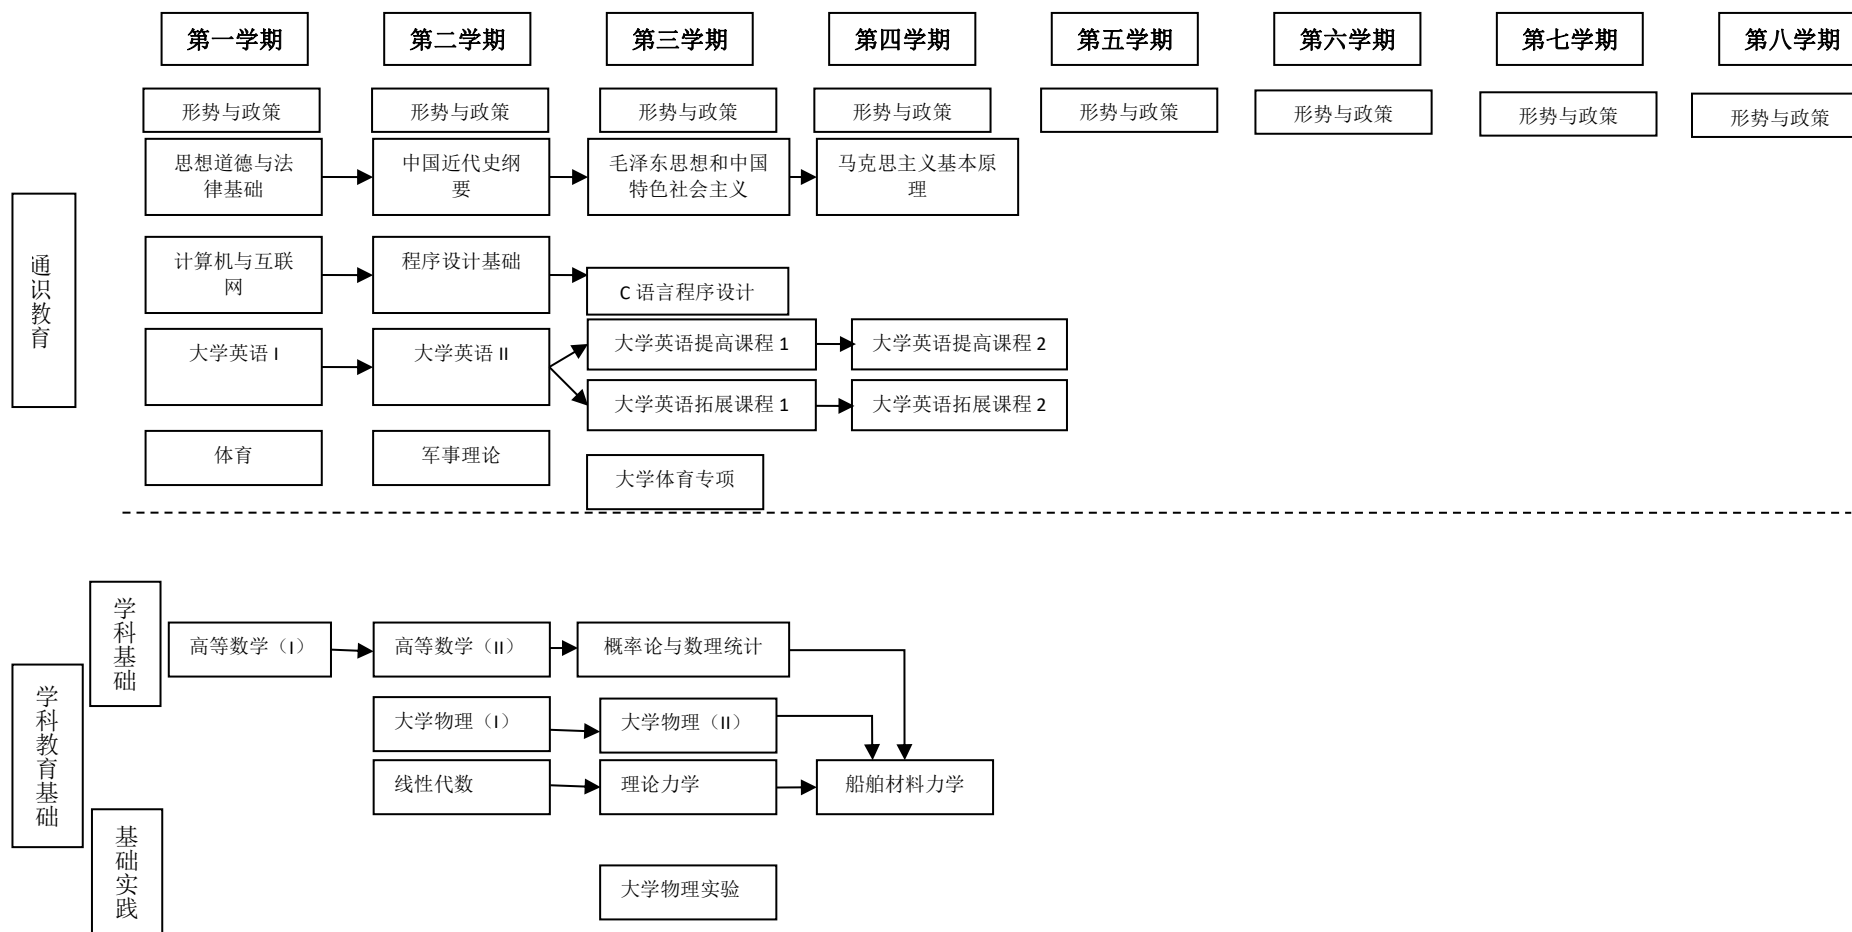 第一学期
第二学期
第三学期
第四学期
第五学期
第六学期
第七学期
第八学期
形势与政策
形势与政策
形势与政策
形势与政策
形势与政策
形势与政策
形势与政策
形势与政策
通识教育
思想道德与法
律基础
中国近代史纲
要
毛泽东思想和中国
特色社会主义
马克思主义基本原
理
计算机与互联
网
程序设计基础
C 语言程序设计
大学英语 I
大学英语 II
大学英语提高课程 1
大学英语提高课程 2
大学英语拓展课程 1
大学英语拓展课程 2
体育
军事理论
大学体育专项
学科教育基础
学科基础
高等数学（I）
高等数学（II）
概率论与数理统计
大学物理（I）
大学物理（II）
线性代数
理论力学
船舶材料力学
基础实践
大学物理实验